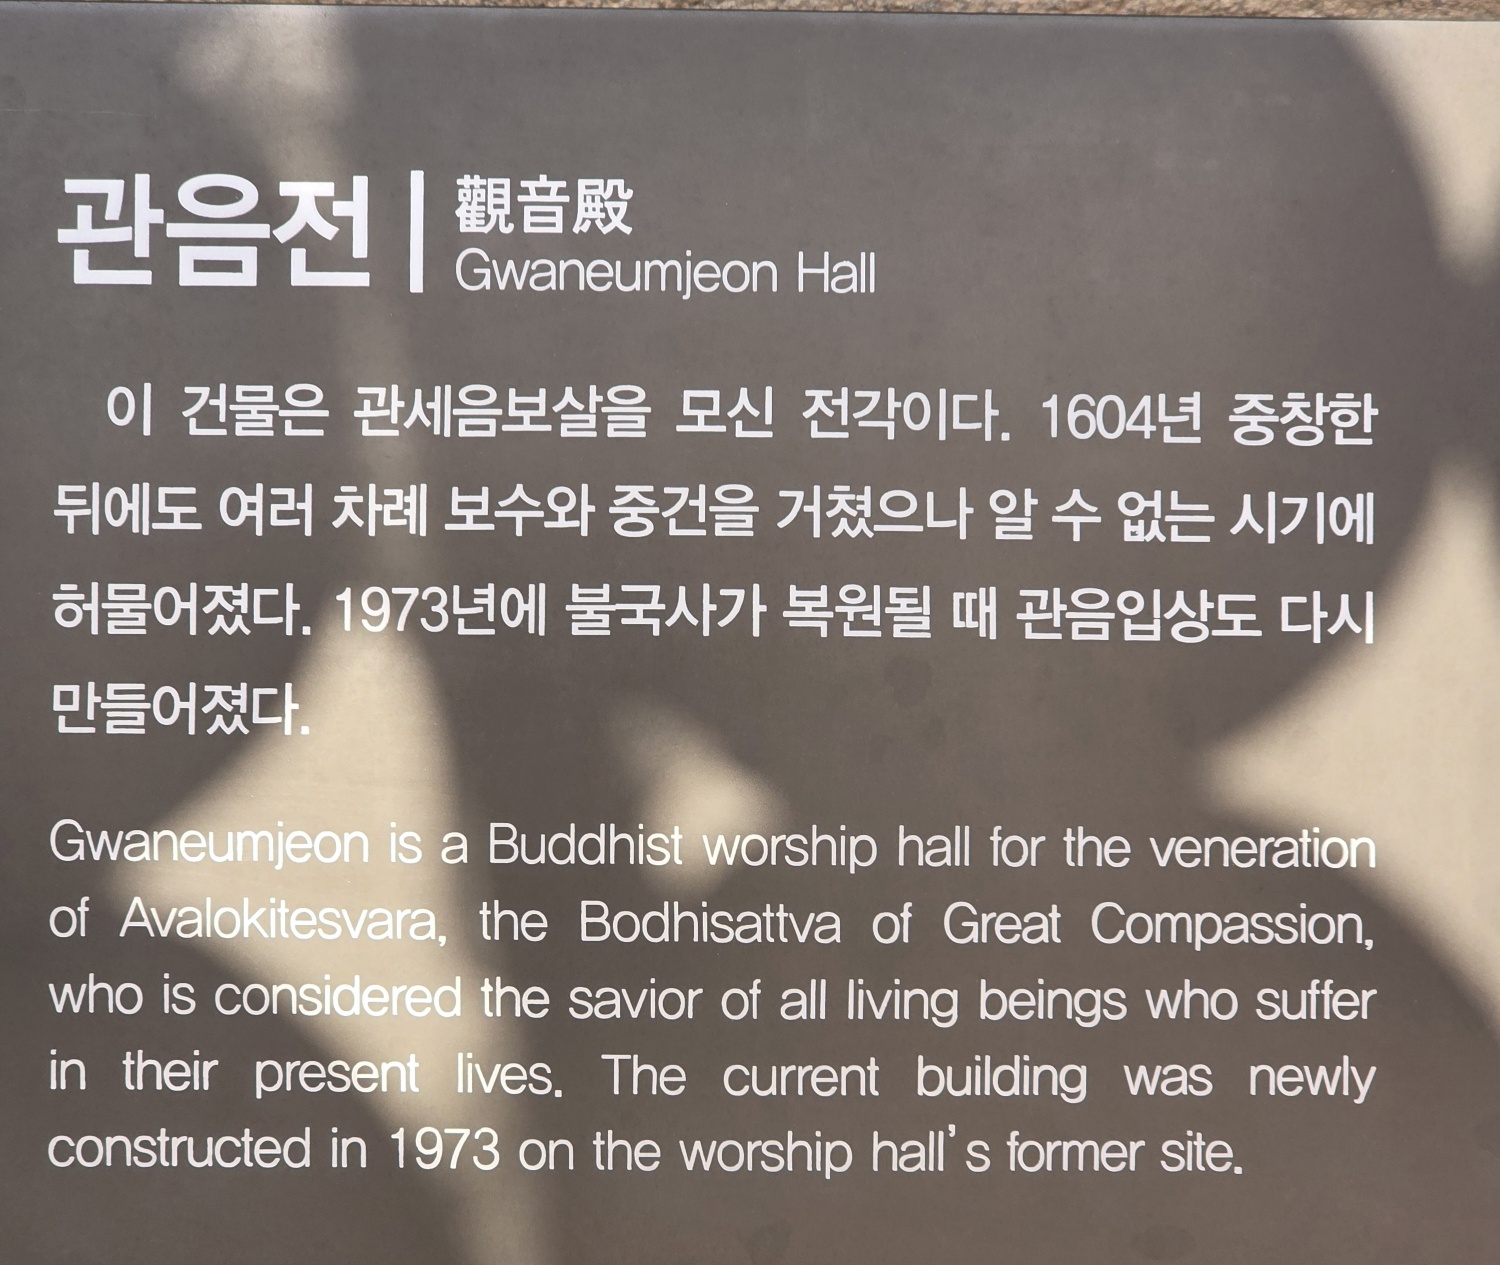 관음전
觀音殿
Gwaneumjeon Hall
이 건물은 관세음보살을 모신 전각이다. 1604년 중창한
뒤에도 여러 차례 보수와 중건을 거쳤으나 알 수 없는 시기에
허물어졌다. 1973년에 불국사가 복원될 때 관음입상도 다시
만들어졌다.
Gwaneumjeon is a Buddhist worship hall for the veneration
of Avalokitesvara, the Bodhisattva of Great Compassion,
who is considered the savior of all living beings who suffer
in their present lives. The current building was newly
constructed in 1973 on the worship hall's former site.